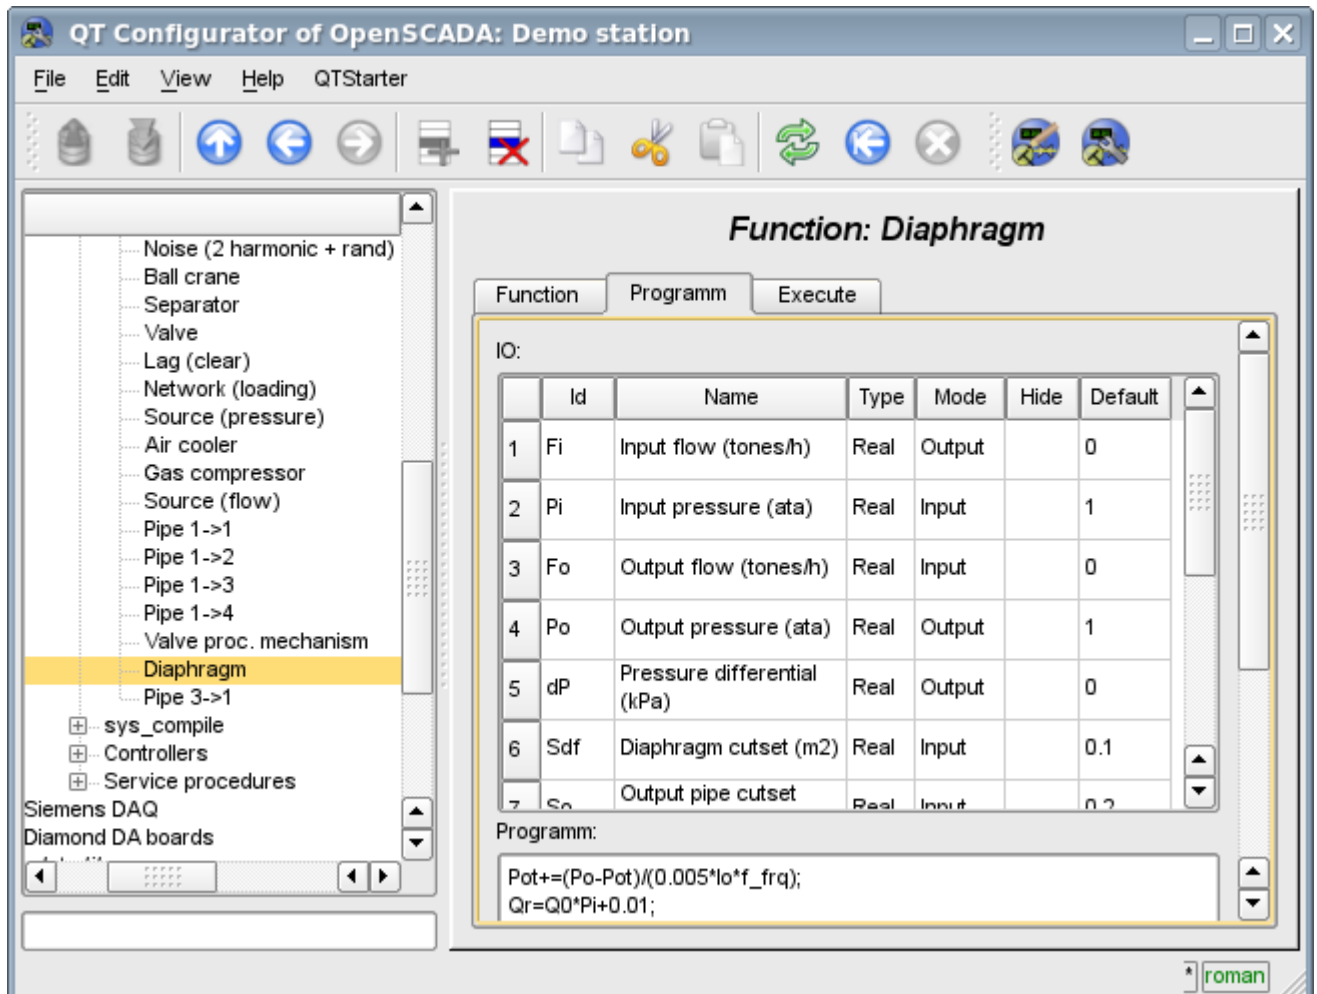 QT Configurator of OpenSCADA: Demo station
File Edit View Help QTStarter
Noise (2 harmonic + rand)
Ball crane
Separator
Valve
Lag (clear)
Network (loading)
Source (pressure)
Air cooler
Gas compressor
Source (flow)
Pipe 1->1
Pipe 1->2
Pipe 1->3
Pipe 1->4
Valve proc. mechanism
Diaphragm
Pipe 3->1
sys_compile
Controllers
Service procedures
Siemens DAQ
Diamond DA boards
Function: Diaphragm
Function Programm Execute
IO:
Id Name Type Mode Hide Default
1 Fi Input flow (tones/h) Real Output 0
2 Pi Input pressure (ata) Real Input 1
3 Fo Output flow (tones/h) Real Input 0
4 Po Output pressure (ata) Real Output 1
5 dP Pressure differential (kPa) Real Output 0
6 Sdf Diaphragm cutset (m2) Real Input 0.1
7 So Output pipe cutset Real Input 0.2
Programm:
Pot+=(Po-Pot)/(0.005*lo*f_frq);
Qr=Q0*Pi+0.01;
* roman